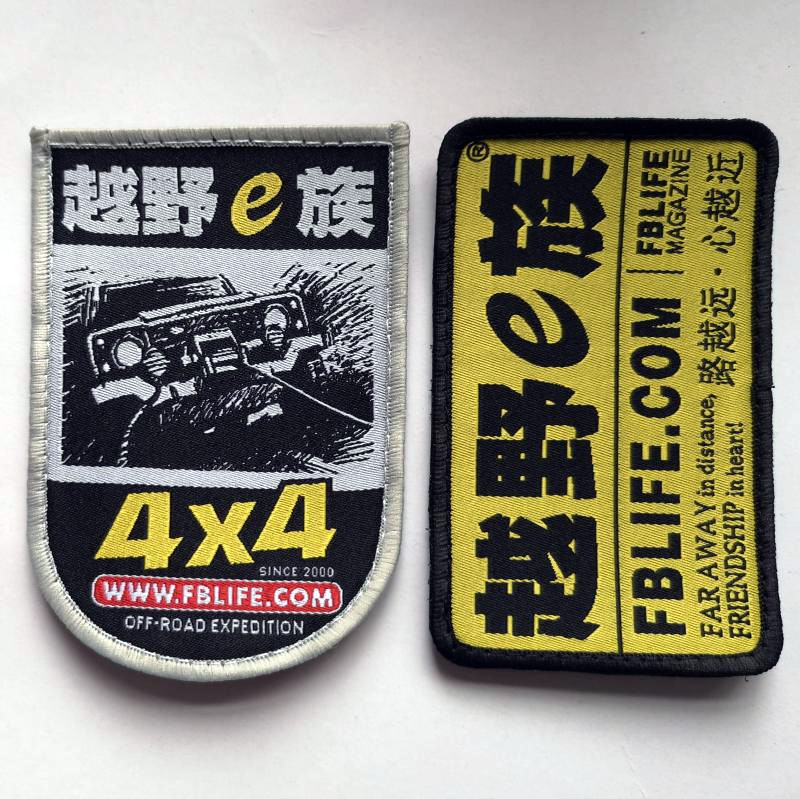 越野e族
4x4
SINCE 2000
WWW.FBLIFE.COM
OFF-ROAD EXPEDITION
越野e族®
FBLIFE.COM | FBLIFE MAGAZINE
FAR AWAY in distance,
FRIENDSHIP in heart!
路越远·心越近